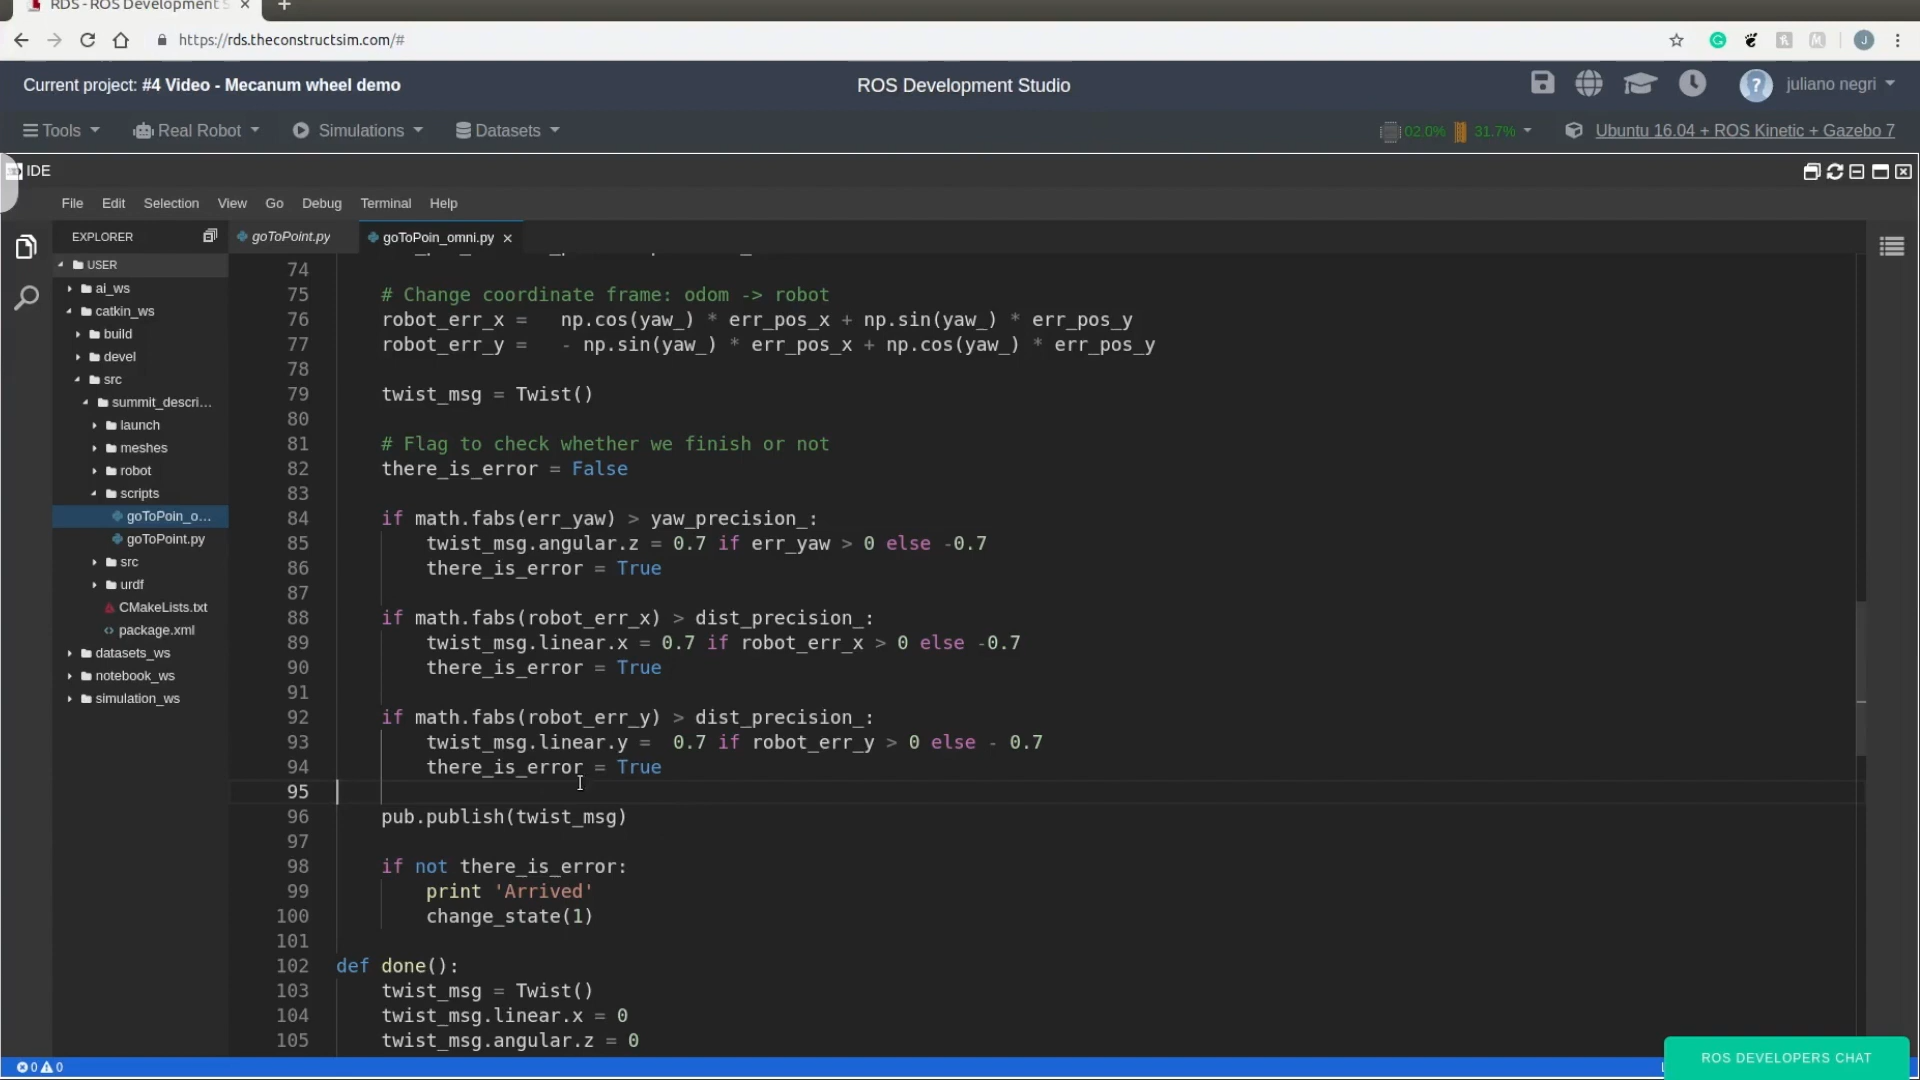 RDS - ROS Development S
https://rds.theconstructsim.com/#
J
Current project: #4 Video - Mecanum wheel demo
ROS Development Studio
?
juliano negri
Tools
Real Robot
Simulations
Datasets
02.0%
31.7%
Ubuntu 16.04 + ROS Kinetic + Gazebo 7
IDE
File
Edit
Selection
View
Go
Debug
Terminal
Help
EXPLORER
USER
ai_ws
catkin_ws
build
devel
src
summit_descri...
launch
meshes
robot
scripts
goToPoin_o...
goToPoint.py
src
urdf
CMakeLists.txt
package.xml
datasets_ws
notebook_ws
simulation_ws
goToPoint.py
goToPoin_omni.py
74
75 # Change coordinate frame: odom -> robot
76 robot_err_x =   np.cos(yaw_) * err_pos_x + np.sin(yaw_) * err_pos_y
77 robot_err_y =   - np.sin(yaw_) * err_pos_x + np.cos(yaw_) * err_pos_y
78
79 twist_msg = Twist()
80
81 # Flag to check whether we finish or not
82 there_is_error = False
83
84 if math.fabs(err_yaw) > yaw_precision_:
85 twist_msg.angular.z = 0.7 if err_yaw > 0 else -0.7
86 there_is_error = True
87
88 if math.fabs(robot_err_x) > dist_precision_:
89 twist_msg.linear.x = 0.7 if robot_err_x > 0 else -0.7
90 there_is_error = True
91
92 if math.fabs(robot_err_y) > dist_precision_:
93 twist_msg.linear.y =  0.7 if robot_err_y > 0 else - 0.7
94 there_is_error = True
95
96 pub.publish(twist_msg)
97
98 if not there_is_error:
99 print 'Arrived'
100 change_state(1)
101
102 def done():
103 twist_msg = Twist()
104 twist_msg.linear.x = 0
105 twist_msg.angular.z = 0
0
0
ROS DEVELOPERS CHAT